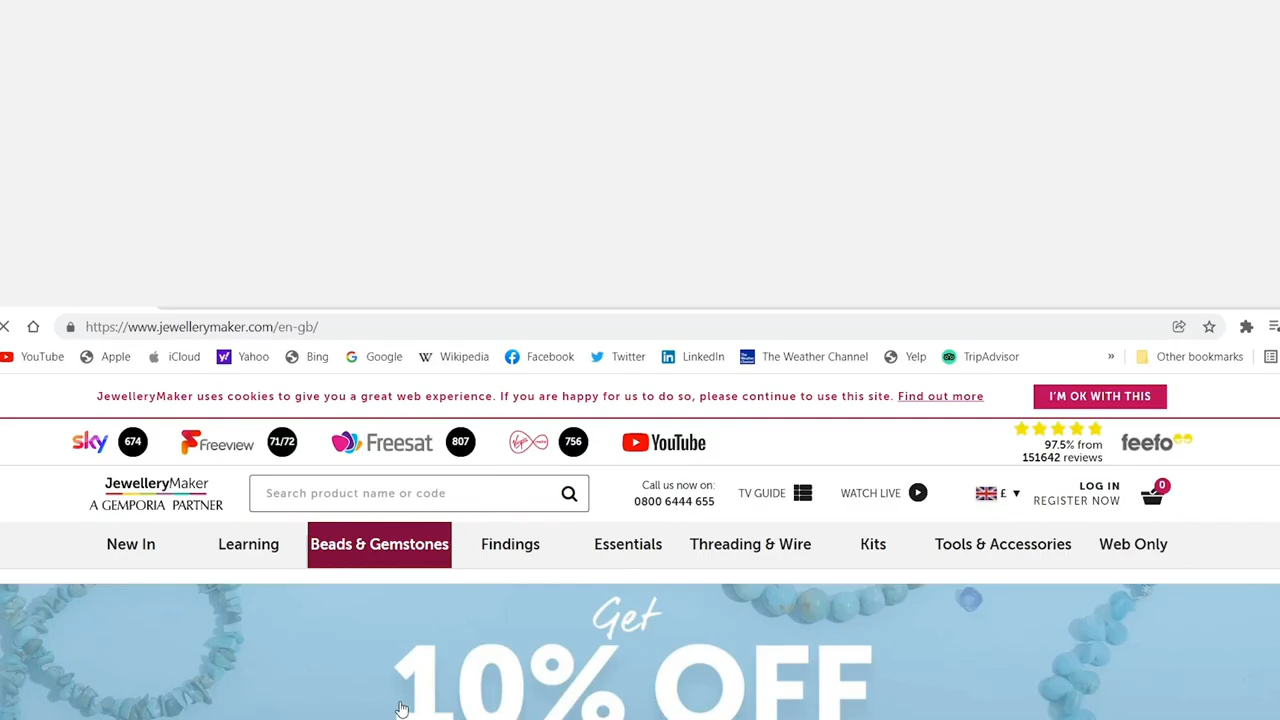 https://www.jewellerymaker.com/en-gb/
YouTube Apple iCloud Yahoo Bing Google Wikipedia Facebook Twitter LinkedIn The Weather Channel Yelp TripAdvisor » Other bookmarks
JewelleryMaker uses cookies to give you a great web experience. If you are happy for us to do so, please continue to use this site. Find out more I'M OK WITH THIS
sky 674 Freeview 71/72 Freesat 807 Virgin media 756 YouTube 97.5% from 151642 reviews feefo
JewelleryMaker
A GEMPORIA PARTNER
Search product name or code
Call us now on:
0800 6444 655
TV GUIDE
WATCH LIVE
£
LOG IN
REGISTER NOW
0
New In Learning Beads & Gemstones Findings Essentials Threading & Wire Kits Tools & Accessories Web Only
Get
10% OFF